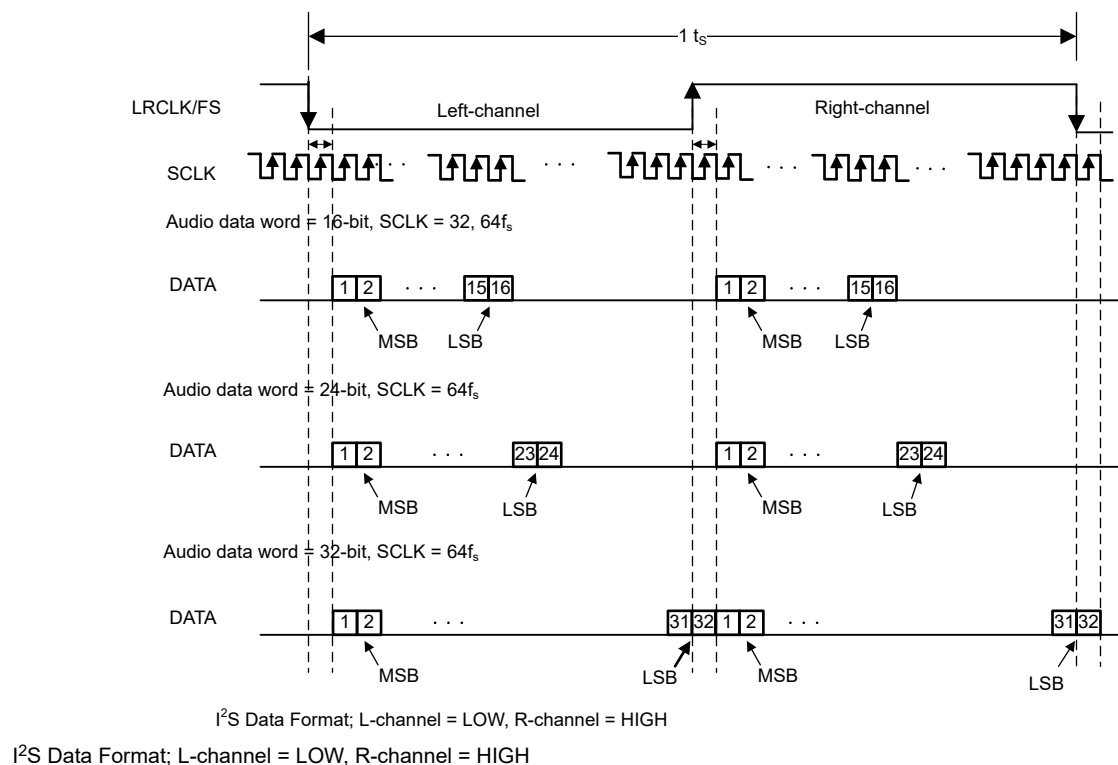 1 tS
LRCLK/FS
Left-channel
Right-channel
SCLK
. . .
. . .
. . .
. . .
Audio data word = 16-bit, SCLK = 32, 64fs
DATA
1 2 . . . 15 16 1 2 . . . 15 16
MSB LSB MSB LSB
Audio data word = 24-bit, SCLK = 64fs
DATA
1 2 . . . 23 24 1 2 . . . 23 24
MSB LSB MSB LSB
Audio data word = 32-bit, SCLK = 64fs
DATA
1 2 . . . 31 32 1 2 . . . 31 32
MSB LSB MSB LSB
I2S Data Format; L-channel = LOW, R-channel = HIGH
I2S Data Format; L-channel = LOW, R-channel = HIGH